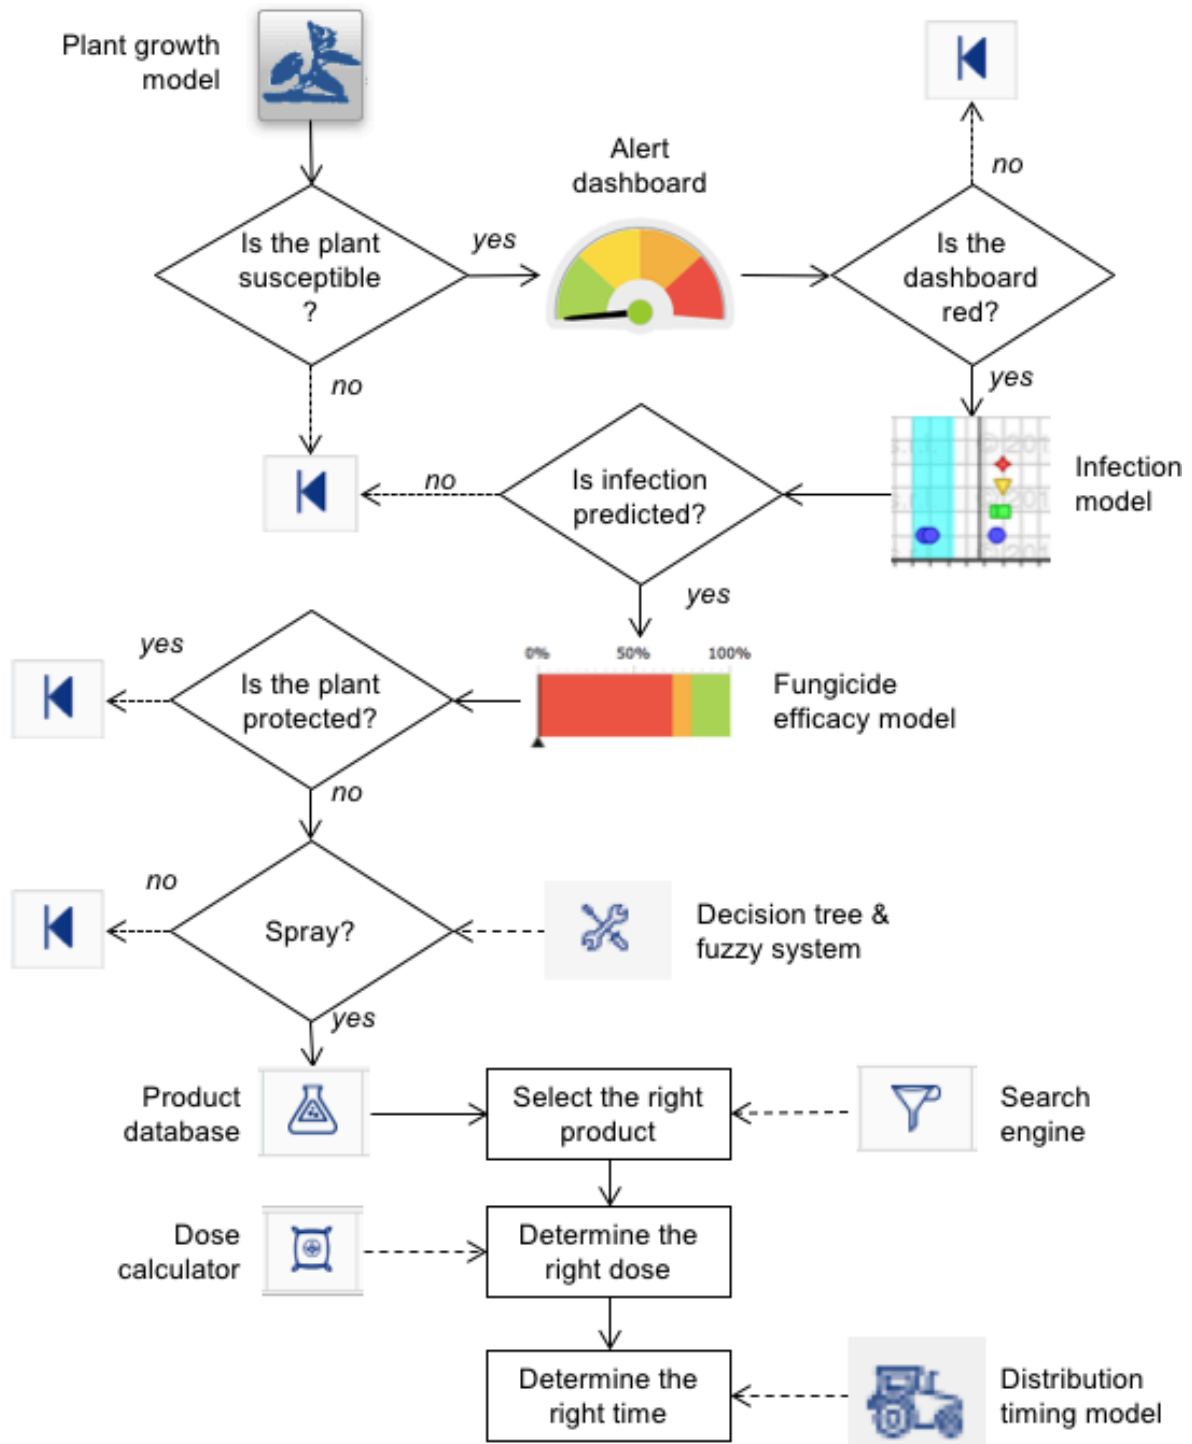 Plant growth
model
Alert
dashboard
no
Is the plant
susceptible
?
yes
Is the
dashboard
red?
no
yes
Is infection
predicted?
no
Infection
model
yes
0% 50% 100%
Fungicide
efficacy model
yes
Is the plant
protected?
no
no
Spray?
Decision tree &
fuzzy system
yes
Product
database
Select the right
product
Search
engine
Dose
calculator
Determine the
right dose
Determine the
right time
Distribution
timing model